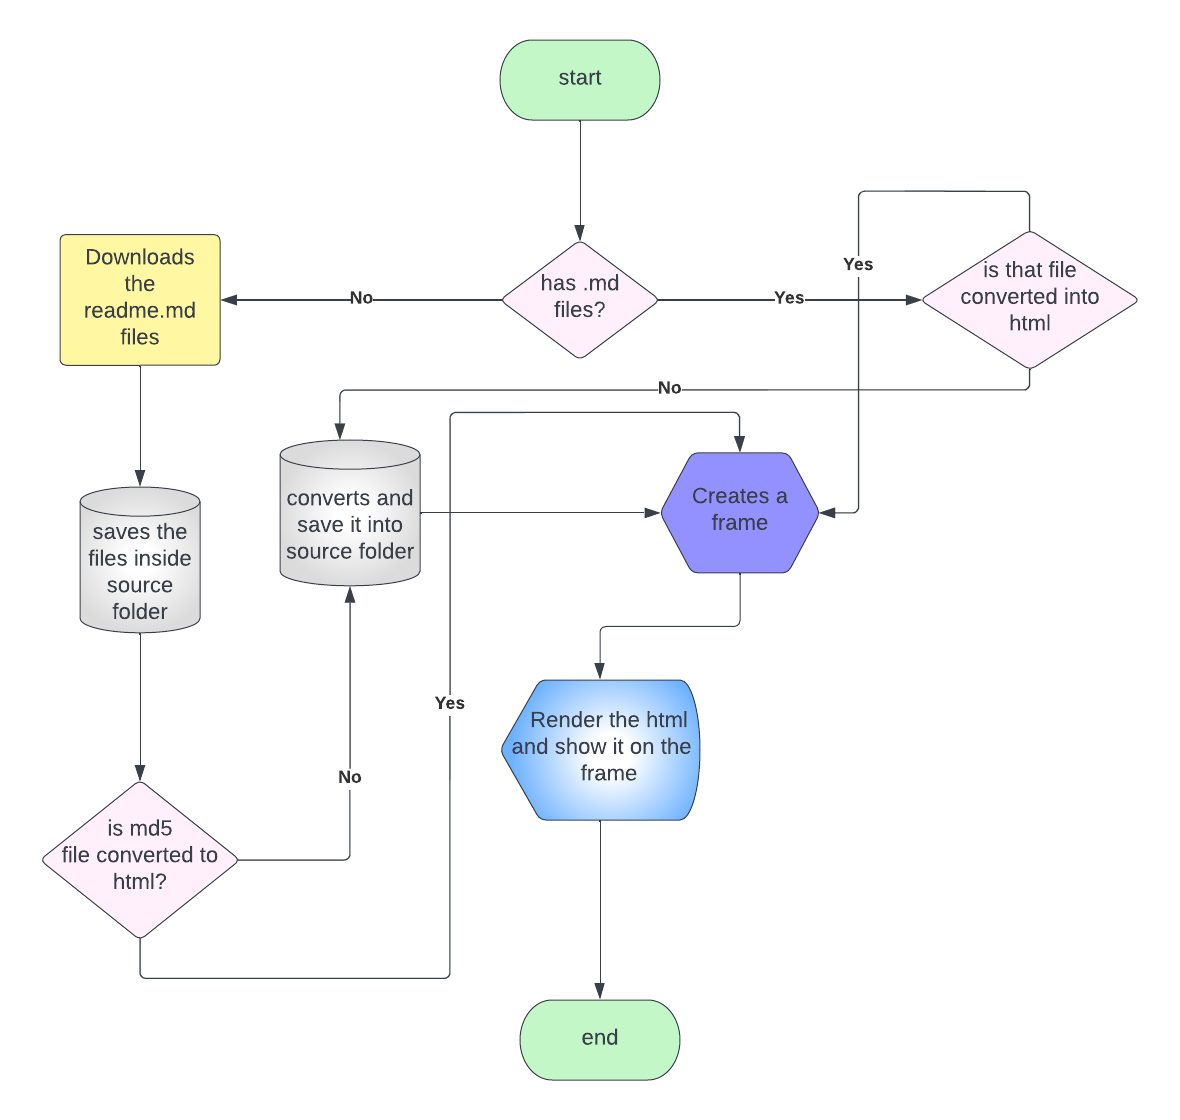 start
Downloads
the
readme.md
files
No
has .md
files?
Yes
Yes
is that file
converted into
html
No
saves the
files inside
source
folder
converts and
save it into
source folder
Creates a
frame
Yes
Render the html
and show it on the
frame
No
is md5
file converted to
html?
end